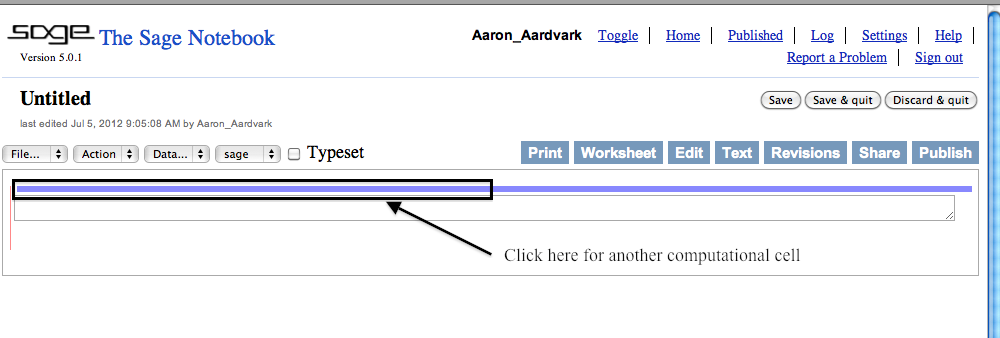 sage The Sage Notebook
Version 5.0.1
Aaron_Aardvark Toggle Home Published Log Settings Help
Report a Problem Sign out
Untitled
last edited Jul 5, 2012 9:05:08 AM by Aaron_Aardvark
Save Save & quit Discard & quit
File... Action Data... sage Typeset Print Worksheet Edit Text Revisions Share Publish
Click here for another computational cell